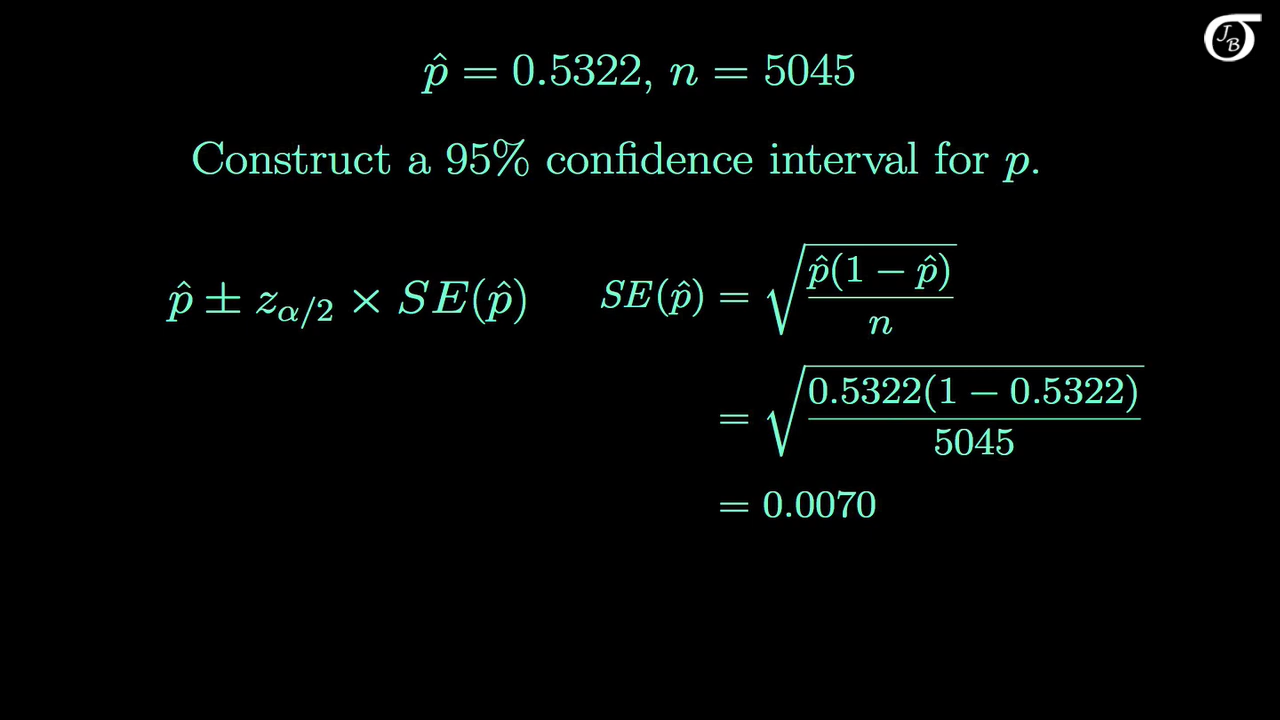 p̂ = 0.5322, n = 5045
Construct a 95% confidence interval for p.
p̂ ± z_{α/2} × SE(p̂)
SE(p̂) = √(p̂(1 − p̂)/n)
= √(0.5322(1 − 0.5322)/5045)
= 0.0070
JB